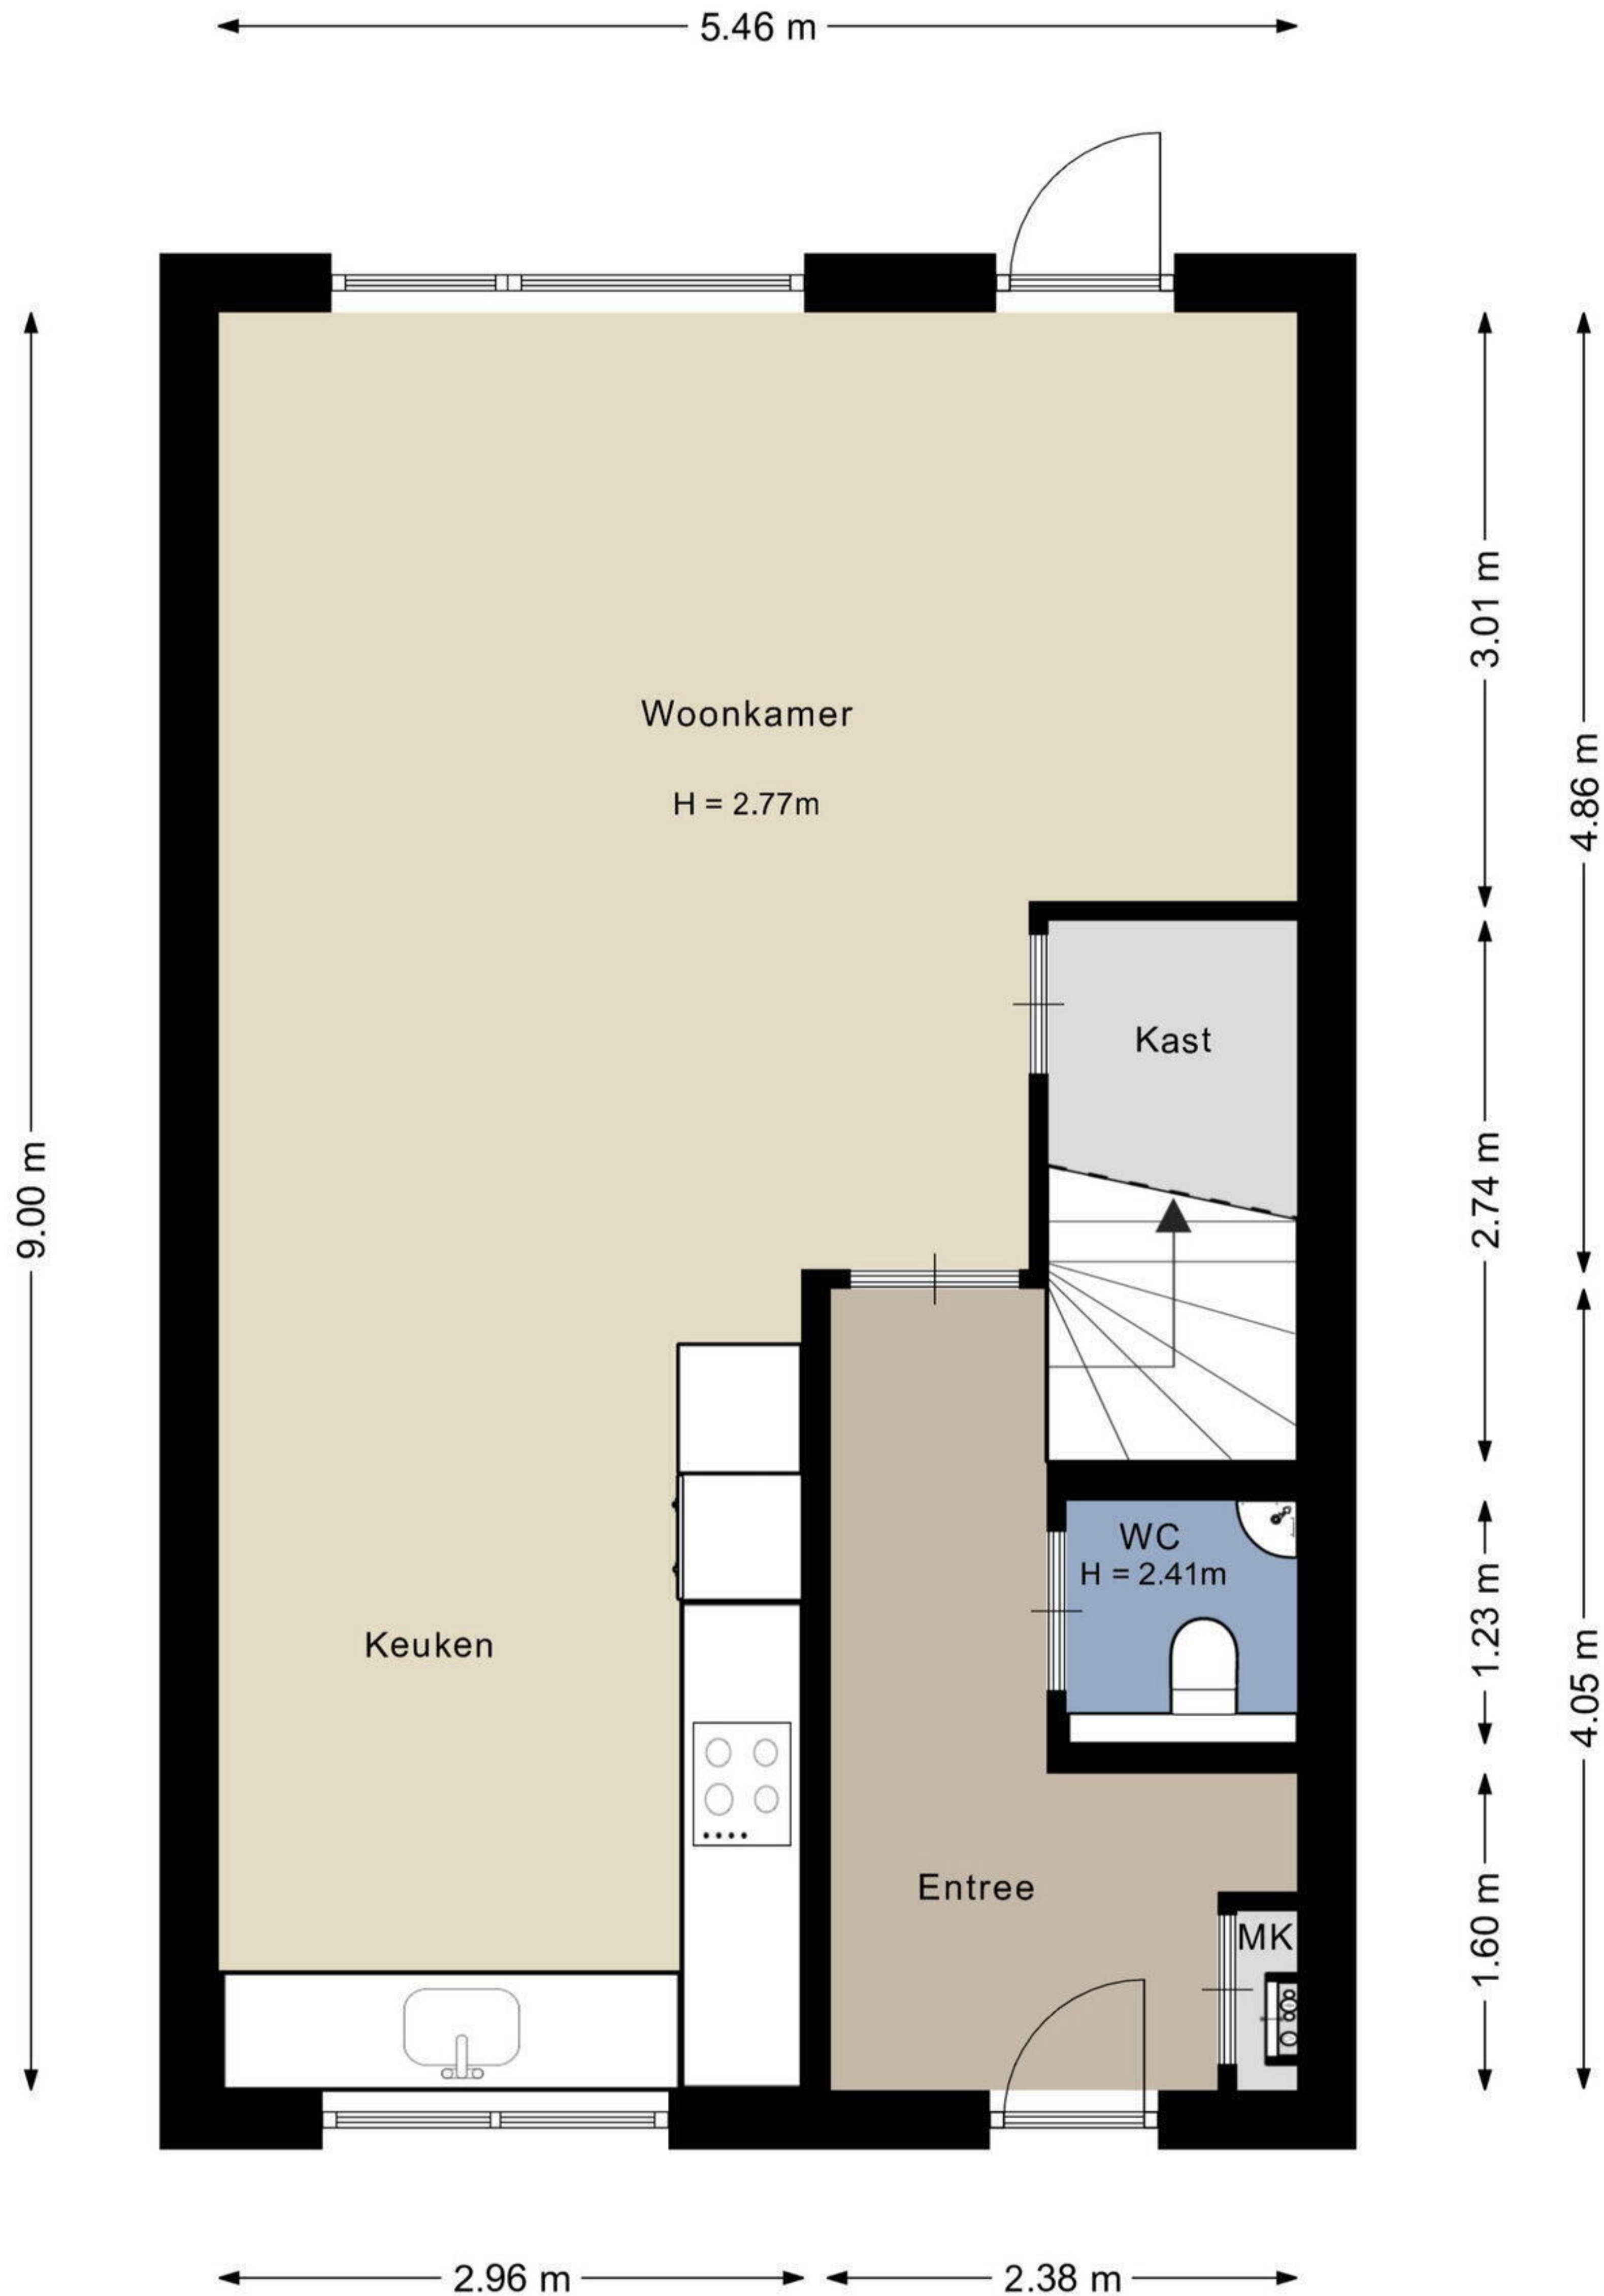 5.46 m
3.01 m
4.86 m
Woonkamer
H = 2.77m
Kast
9.00 m
2.74 m
WC
H = 2.41m
1.23 m
Keuken
4.05 m
Entree
MK
1.60 m
2.96 m
2.38 m